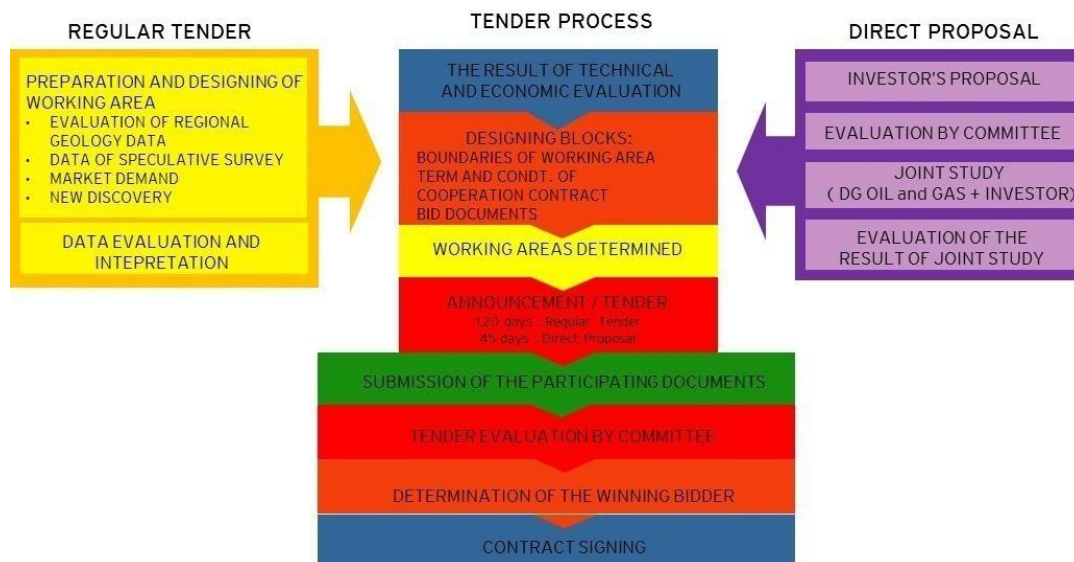 REGULAR TENDER
PREPARATION AND DESIGNING OF
WORKING AREA
• EVALUATION OF REGIONAL
GEOLOGY DATA
• DATA OF SPECULATIVE SURVEY
• MARKET DEMAND
• NEW DISCOVERY
DATA EVALUATION AND
INTEPRETATION
TENDER PROCESS
THE RESULT OF TECHNICAL
AND ECONOMIC EVALUATION
DESIGNING BLOCKS:
BOUNDARIES OF WORKING AREA
TERM AND CONDT. OF
COOPERATION CONTRACT
BID DOCUMENTS
WORKING AREAS DETERMINED
ANNOUNCEMENT / TENDER
120 days : Regular Tender
45 days : Direct Proposal
SUBMISSION OF THE PARTICIPATING DOCUMENTS
TENDER EVALUATION BY COMMITTEE
DETERMINATION OF THE WINNING BIDDER
CONTRACT SIGNING
DIRECT PROPOSAL
INVESTOR'S PROPOSAL
EVALUATION BY COMMITTEE
JOINT STUDY
( DG OIL and GAS + INVESTOR)
EVALUATION OF THE
RESULT OF JOINT STUDY